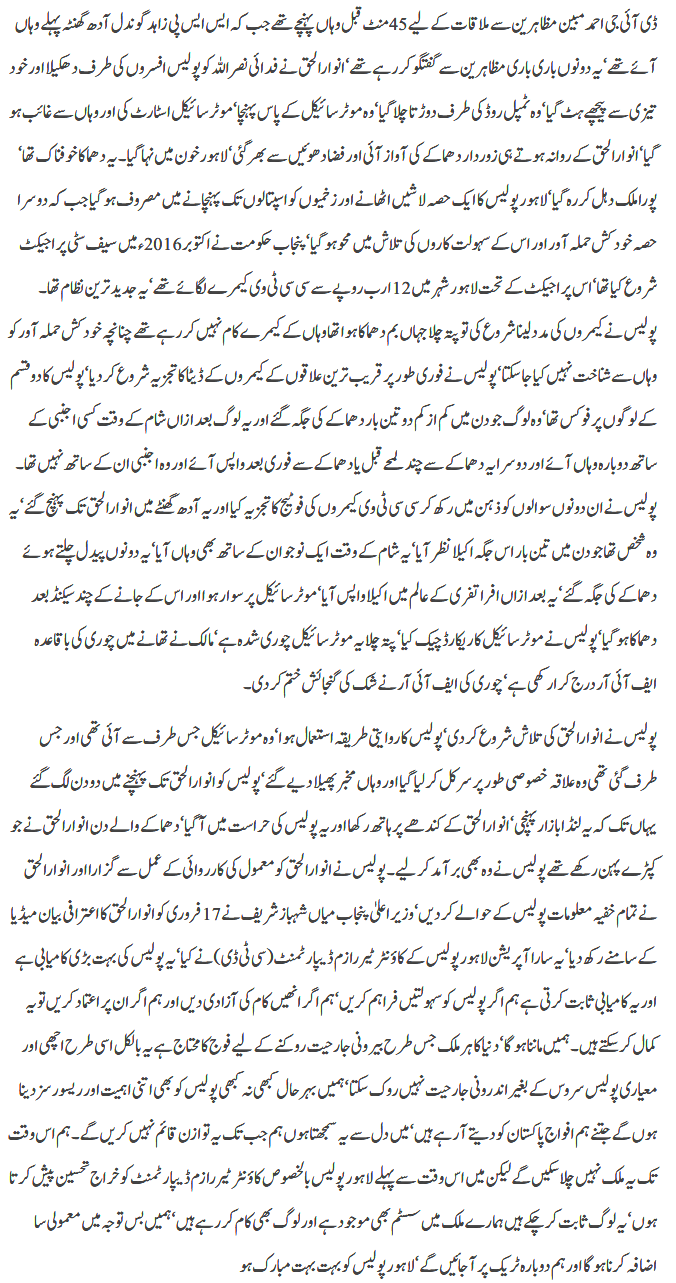 ڈی آئی جی احمد مبین مظاہرین سے ملاقات کے لیے 45 منٹ قبل وہاں پہنچے تھے جب کہ ایس ایس پی زاہد گوندل آدھ گھنٹہ پہلے وہاں
آئے تھے‘ یہ دونوں باری باری مظاہرین سے گفتگو کر رہے تھے‘ انوارالحق نے فدائی نصراللہ کو پولیس افسروں کی طرف دھکیلا اور خود
تیزی سے پیچھے ہٹ گیا‘ وہ ٹمپل روڈ کی طرف دوڑتا چلا گیا‘ وہ موٹر سائیکل کے پاس پہنچا‘ موٹر سائیکل اسٹارٹ کی اور وہاں سے غائب ہو
گیا‘ انوارالحق کے روانہ ہوتے ہی زور دار دھماکے کی آواز آئی اور فضا دھوئیں سے بھر گئی‘ لاہور خون میں نہا گیا۔ یہ دھماکا خوفناک تھا‘
پورا ملک دہل کر رہ گیا‘ لاہور پولیس کا ایک حصہ لاشیں اٹھانے اور زخمیوں کو اسپتالوں تک پہنچانے میں مصروف ہو گیا جب کہ دوسرا
حصہ خودکش حملہ آور اور اس کے سہولت کاروں کی تلاش میں محو ہو گیا‘ پنجاب حکومت نے اکتوبر 2016ء میں سیف سٹی پراجیکٹ
شروع کیا تھا‘ اس پراجیکٹ کے تحت لاہور شہر میں 12 ارب روپے سے سی سی ٹی وی کیمرے لگائے تھے‘ یہ جدید ترین نظام تھا۔
پولیس نے کیمروں کی مدد لینا شروع کی تو پتہ چلا جہاں بم دھماکا ہوا تھا وہاں کے کیمرے کام نہیں کر رہے تھے چنانچہ خودکش حملہ آور کو
وہاں سے شناخت نہیں کیا جا سکتا‘ پولیس نے فوری طور پر قریب ترین علاقوں کے کیمروں کے ڈیٹا کا تجزیہ شروع کر دیا‘ پولیس کا دو قسم
کے لوگوں پر فوکس تھا‘ وہ لوگ جو دن میں کم از کم دو تین بار دھماکے کی جگہ گئے اور یہ لوگ بعد ازاں شام کے وقت کسی اجنبی کے
ساتھ دوبارہ وہاں آئے اور دوسرا یہ دھماکے سے چند لمحے قبل یا دھماکے سے فوری بعد واپس آئے اور وہ اجنبی ان کے ساتھ نہیں تھا۔
پولیس نے ان دونوں سوالوں کو ذہن میں رکھ کر سی سی ٹی وی کیمروں کی فوٹیج کا تجزیہ کیا اور یہ آدھ گھنٹے میں انوارالحق تک پہنچ گئے‘ یہ
وہ شخص تھا جو دن میں تین بار اس جگہ اکیلا نظر آیا‘ یہ شام کے وقت ایک نوجوان کے ساتھ بھی وہاں آیا‘ یہ دونوں پیدل چلتے ہوئے
دھماکے کی جگہ گئے‘ یہ بعد ازاں افراتفری کے عالم میں اکیلا واپس آیا‘ موٹر سائیکل پر سوار ہوا اور اس کے جانے کے چند سیکنڈ بعد
دھماکا ہو گیا‘ پولیس نے موٹر سائیکل کا ریکارڈ چیک کیا‘ پتہ چلا یہ موٹر سائیکل چوری شدہ ہے‘ مالک نے تھانے میں چوری کی باقاعدہ
ایف آئی آر درج کرا رکھی ہے‘ چوری کی ایف آئی آر نے شک کی گنجائش ختم کر دی۔
پولیس نے انوارالحق کی تلاش شروع کر دی‘ پولیس کا روایتی طریقہ استعمال ہوا‘ وہ موٹر سائیکل جس طرف سے آئی تھی اور جس
طرف گئی تھی وہ علاقہ خصوصی طور پر سرکل کر لیا گیا اور وہاں مخبر پھیلا دیے گئے‘ پولیس کو انوارالحق تک پہنچنے میں دو دن لگ گئے
یہاں تک کہ یہ لنڈا بازار پہنچی‘ انوارالحق کے کندھے پر ہاتھ رکھا اور یہ پولیس کی حراست میں آ گیا‘ دھماکے والے دن انوارالحق نے جو
کپڑے پہن رکھے تھے پولیس نے وہ بھی برآمد کر لیے۔ پولیس نے انوارالحق کو معمول کی کارروائی کے عمل سے گزارا اور انوارالحق
نے تمام خفیہ معلومات پولیس کے حوالے کر دیں‘ وزیراعلیٰ پنجاب میاں شہباز شریف نے 17 فروری کو انوارالحق کا اعترافی بیان میڈیا
کے سامنے رکھ دیا‘ یہ سارا آپریشن لاہور پولیس کے کاؤنٹر ٹیررازم ڈیپارٹمنٹ (سی ٹی ڈی) نے کیا‘ یہ پولیس کی بہت بڑی کامیابی ہے
اور یہ کامیابی ثابت کرتی ہے ہم اگر پولیس کو سہولتیں فراہم کریں‘ ہم اگر انھیں کام کی آزادی دیں اور ہم اگر ان پر اعتماد کریں تو یہ
کمال کر سکتے ہیں۔ ہمیں ماننا ہو گا‘ دنیا کا ہر ملک جس طرح بیرونی جارحیت روکنے کے لیے فوج کا محتاج ہے یہ بالکل اسی طرح اچھی اور
معیاری پولیس سروس کے بغیر اندرونی جارحیت نہیں روک سکتا‘ ہمیں بہرحال کبھی نہ کبھی پولیس کو بھی اتنی اہمیت اور ریسورسز دینا
ہوں گے جتنے ہم افواج پاکستان کو دیتے آ رہے ہیں‘ میں دل سے یہ سمجھتا ہوں ہم جب تک یہ توازن قائم نہیں کریں گے۔ ہم اس وقت
تک یہ ملک نہیں چلا سکیں گے لیکن میں اس وقت سے پہلے لاہور پولیس بالخصوص کاؤنٹر ٹیررازم ڈیپارٹمنٹ کو خراج تحسین پیش کرتا
ہوں‘ یہ لوگ ثابت کر چکے ہیں ہمارے ملک میں سسٹم بھی موجود ہے اور لوگ بھی کام کر رہے ہیں‘ ہمیں بس توجہ میں معمولی سا
اضافہ کرنا ہو گا اور ہم دوبارہ ٹریک پر آ جائیں گے‘ لاہور پولیس کو بہت بہت مبارک ہو